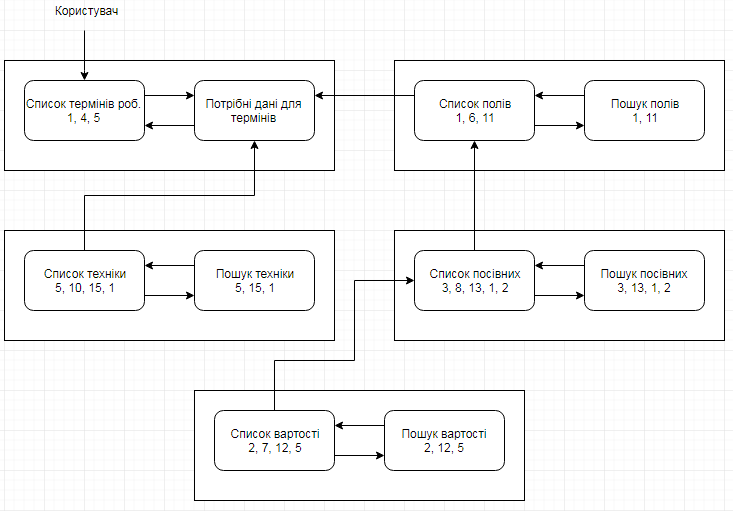 Користувач
Список термінів роб.
1, 4, 5
Потрібні дані для
термінів
Список полів
1, 6, 11
Пошук полів
1, 11
Список техніки
5, 10, 15, 1
Пошук техніки
5, 15, 1
Список посівних
3, 8, 13, 1, 2
Пошук посівних
3, 13, 1, 2
Список вартості
2, 7, 12, 5
Пошук вартості
2, 12, 5